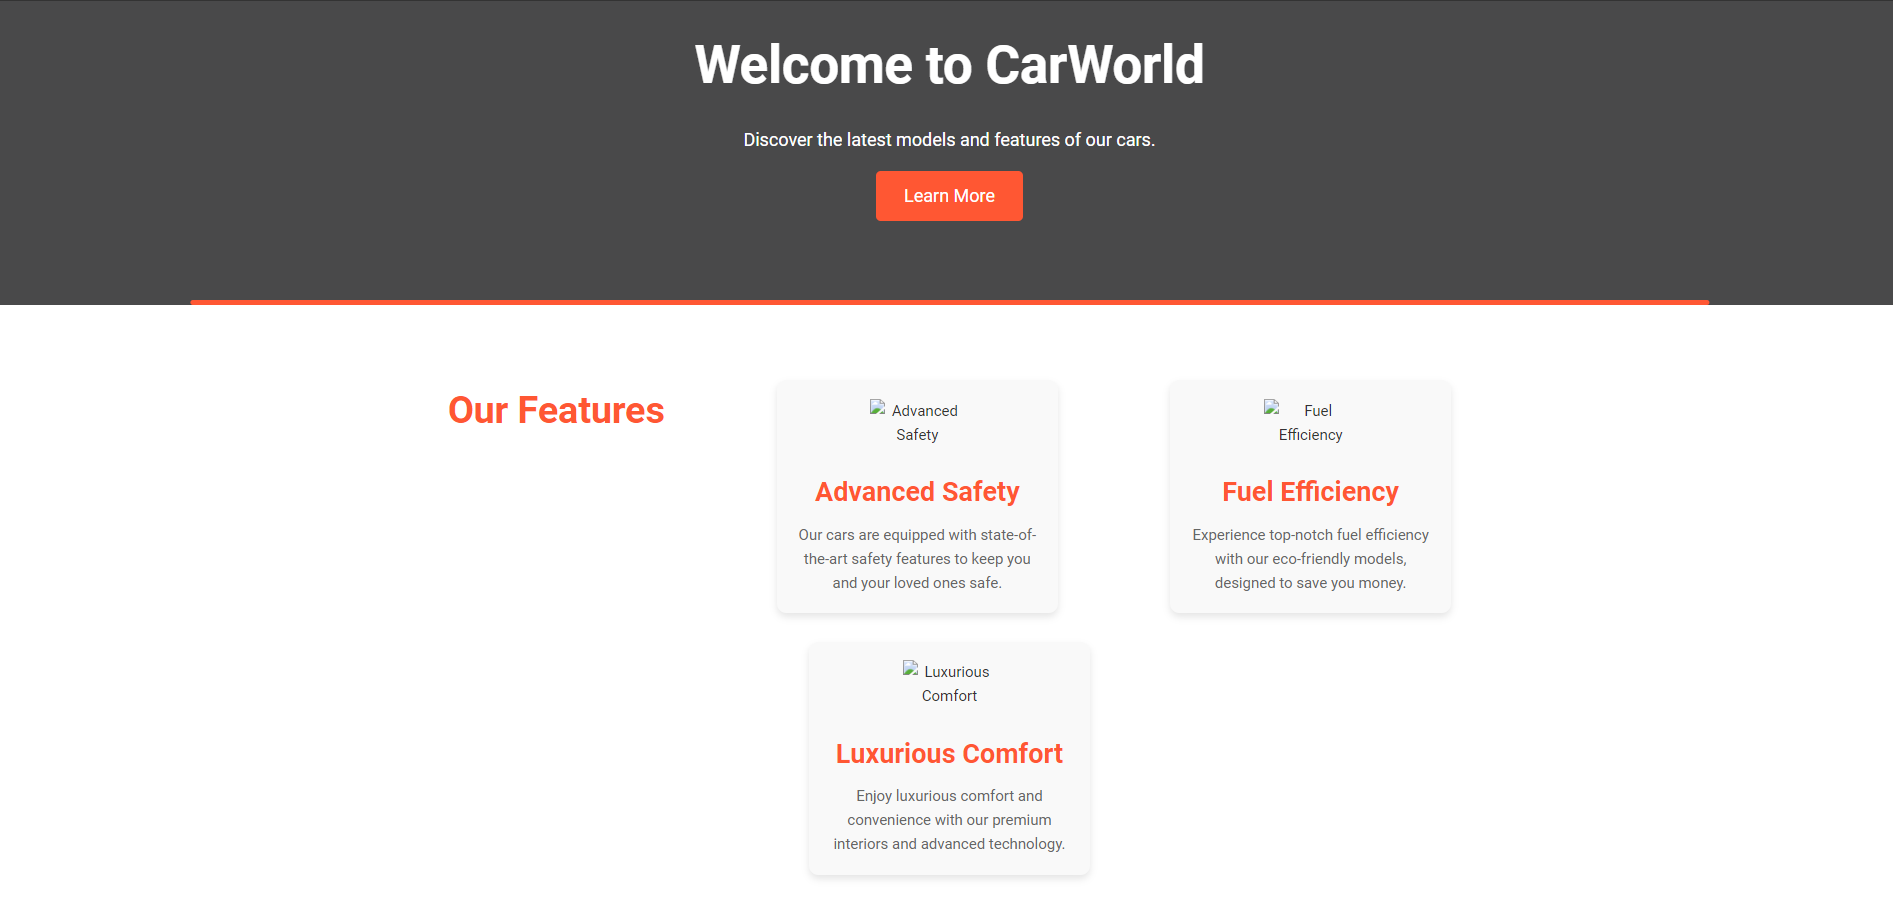 Welcome to CarWorld
Discover the latest models and features of our cars.
Learn More
Our Features
Advanced
Safety
Advanced Safety
Our cars are equipped with state-of-
the-art safety features to keep you
and your loved ones safe.
Fuel
Efficiency
Fuel Efficiency
Experience top-notch fuel efficiency
with our eco-friendly models,
designed to save you money.
Luxurious
Comfort
Luxurious Comfort
Enjoy luxurious comfort and
convenience with our premium
interiors and advanced technology.